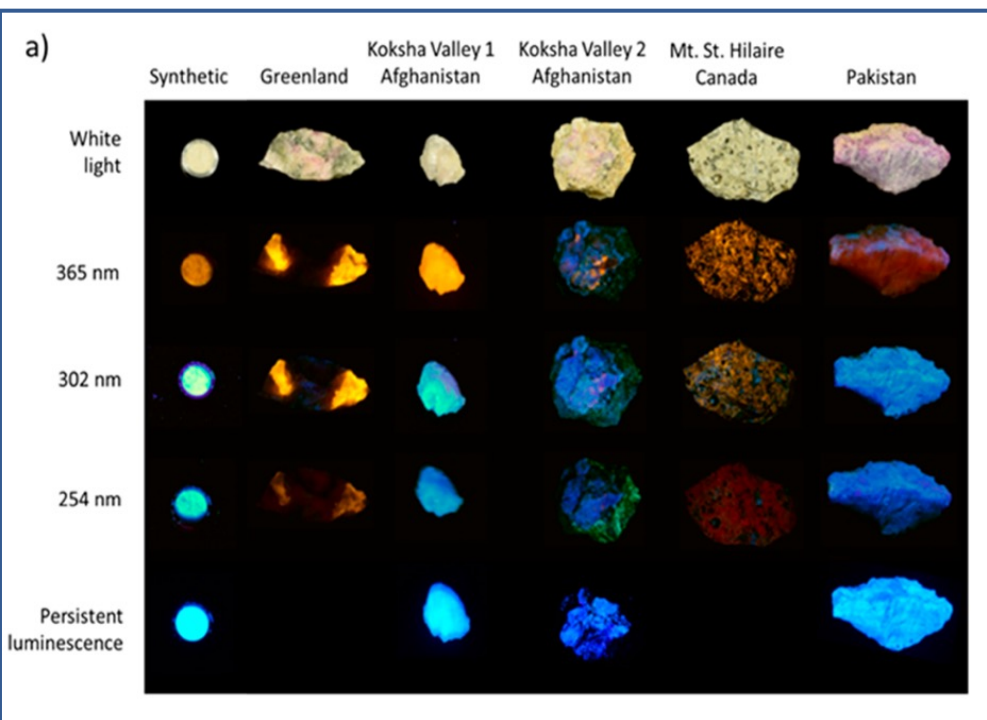 a)
Synthetic
Greenland
Koksha Valley 1
Afghanistan
Koksha Valley 2
Afghanistan
Mt. St. Hilaire
Canada
Pakistan
White
light
365 nm
302 nm
254 nm
Persistent
luminescence